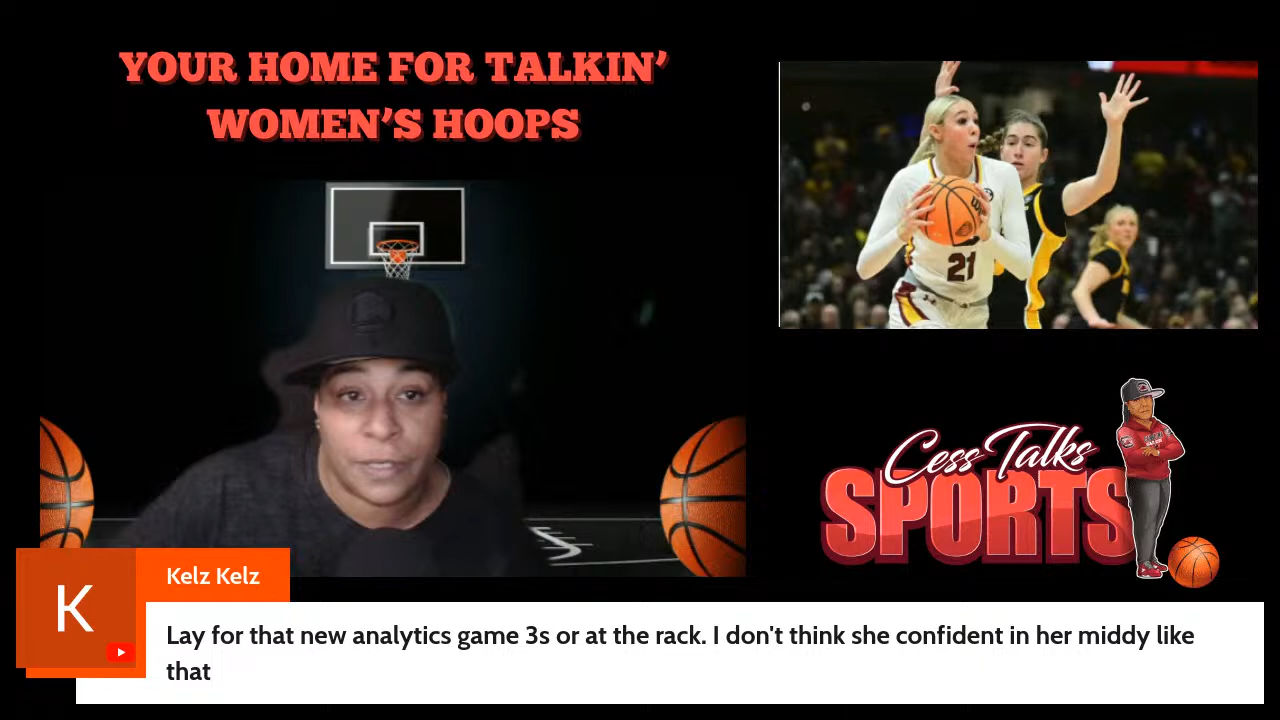 YOUR HOME FOR TALKIN’
WOMEN’S HOOPS
21
Cess Talks
SPORTS
K
Kelz Kelz
Lay for that new analytics game 3s or at the rack. I don't think she confident in her middy like
that